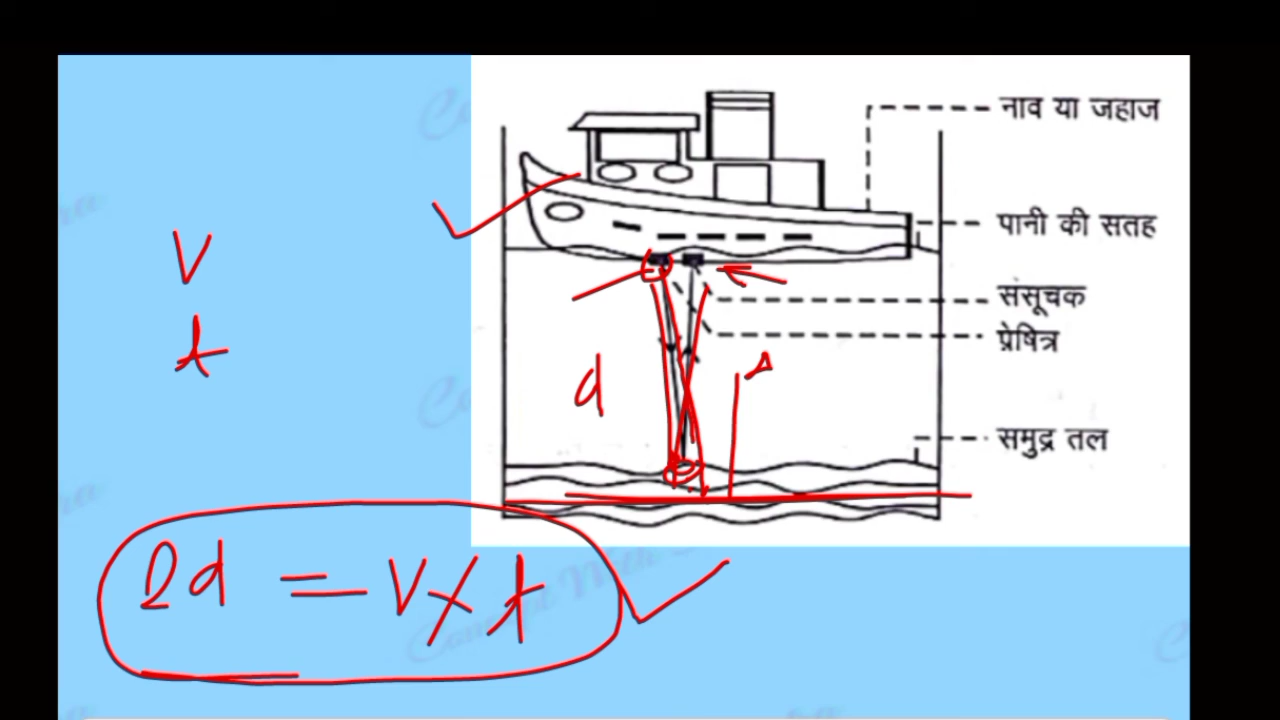 नाव या जहाज
पानी की सतह
संसूचक
प्रेषित्र
समुद्र तल
V
t
d
2d = V × t